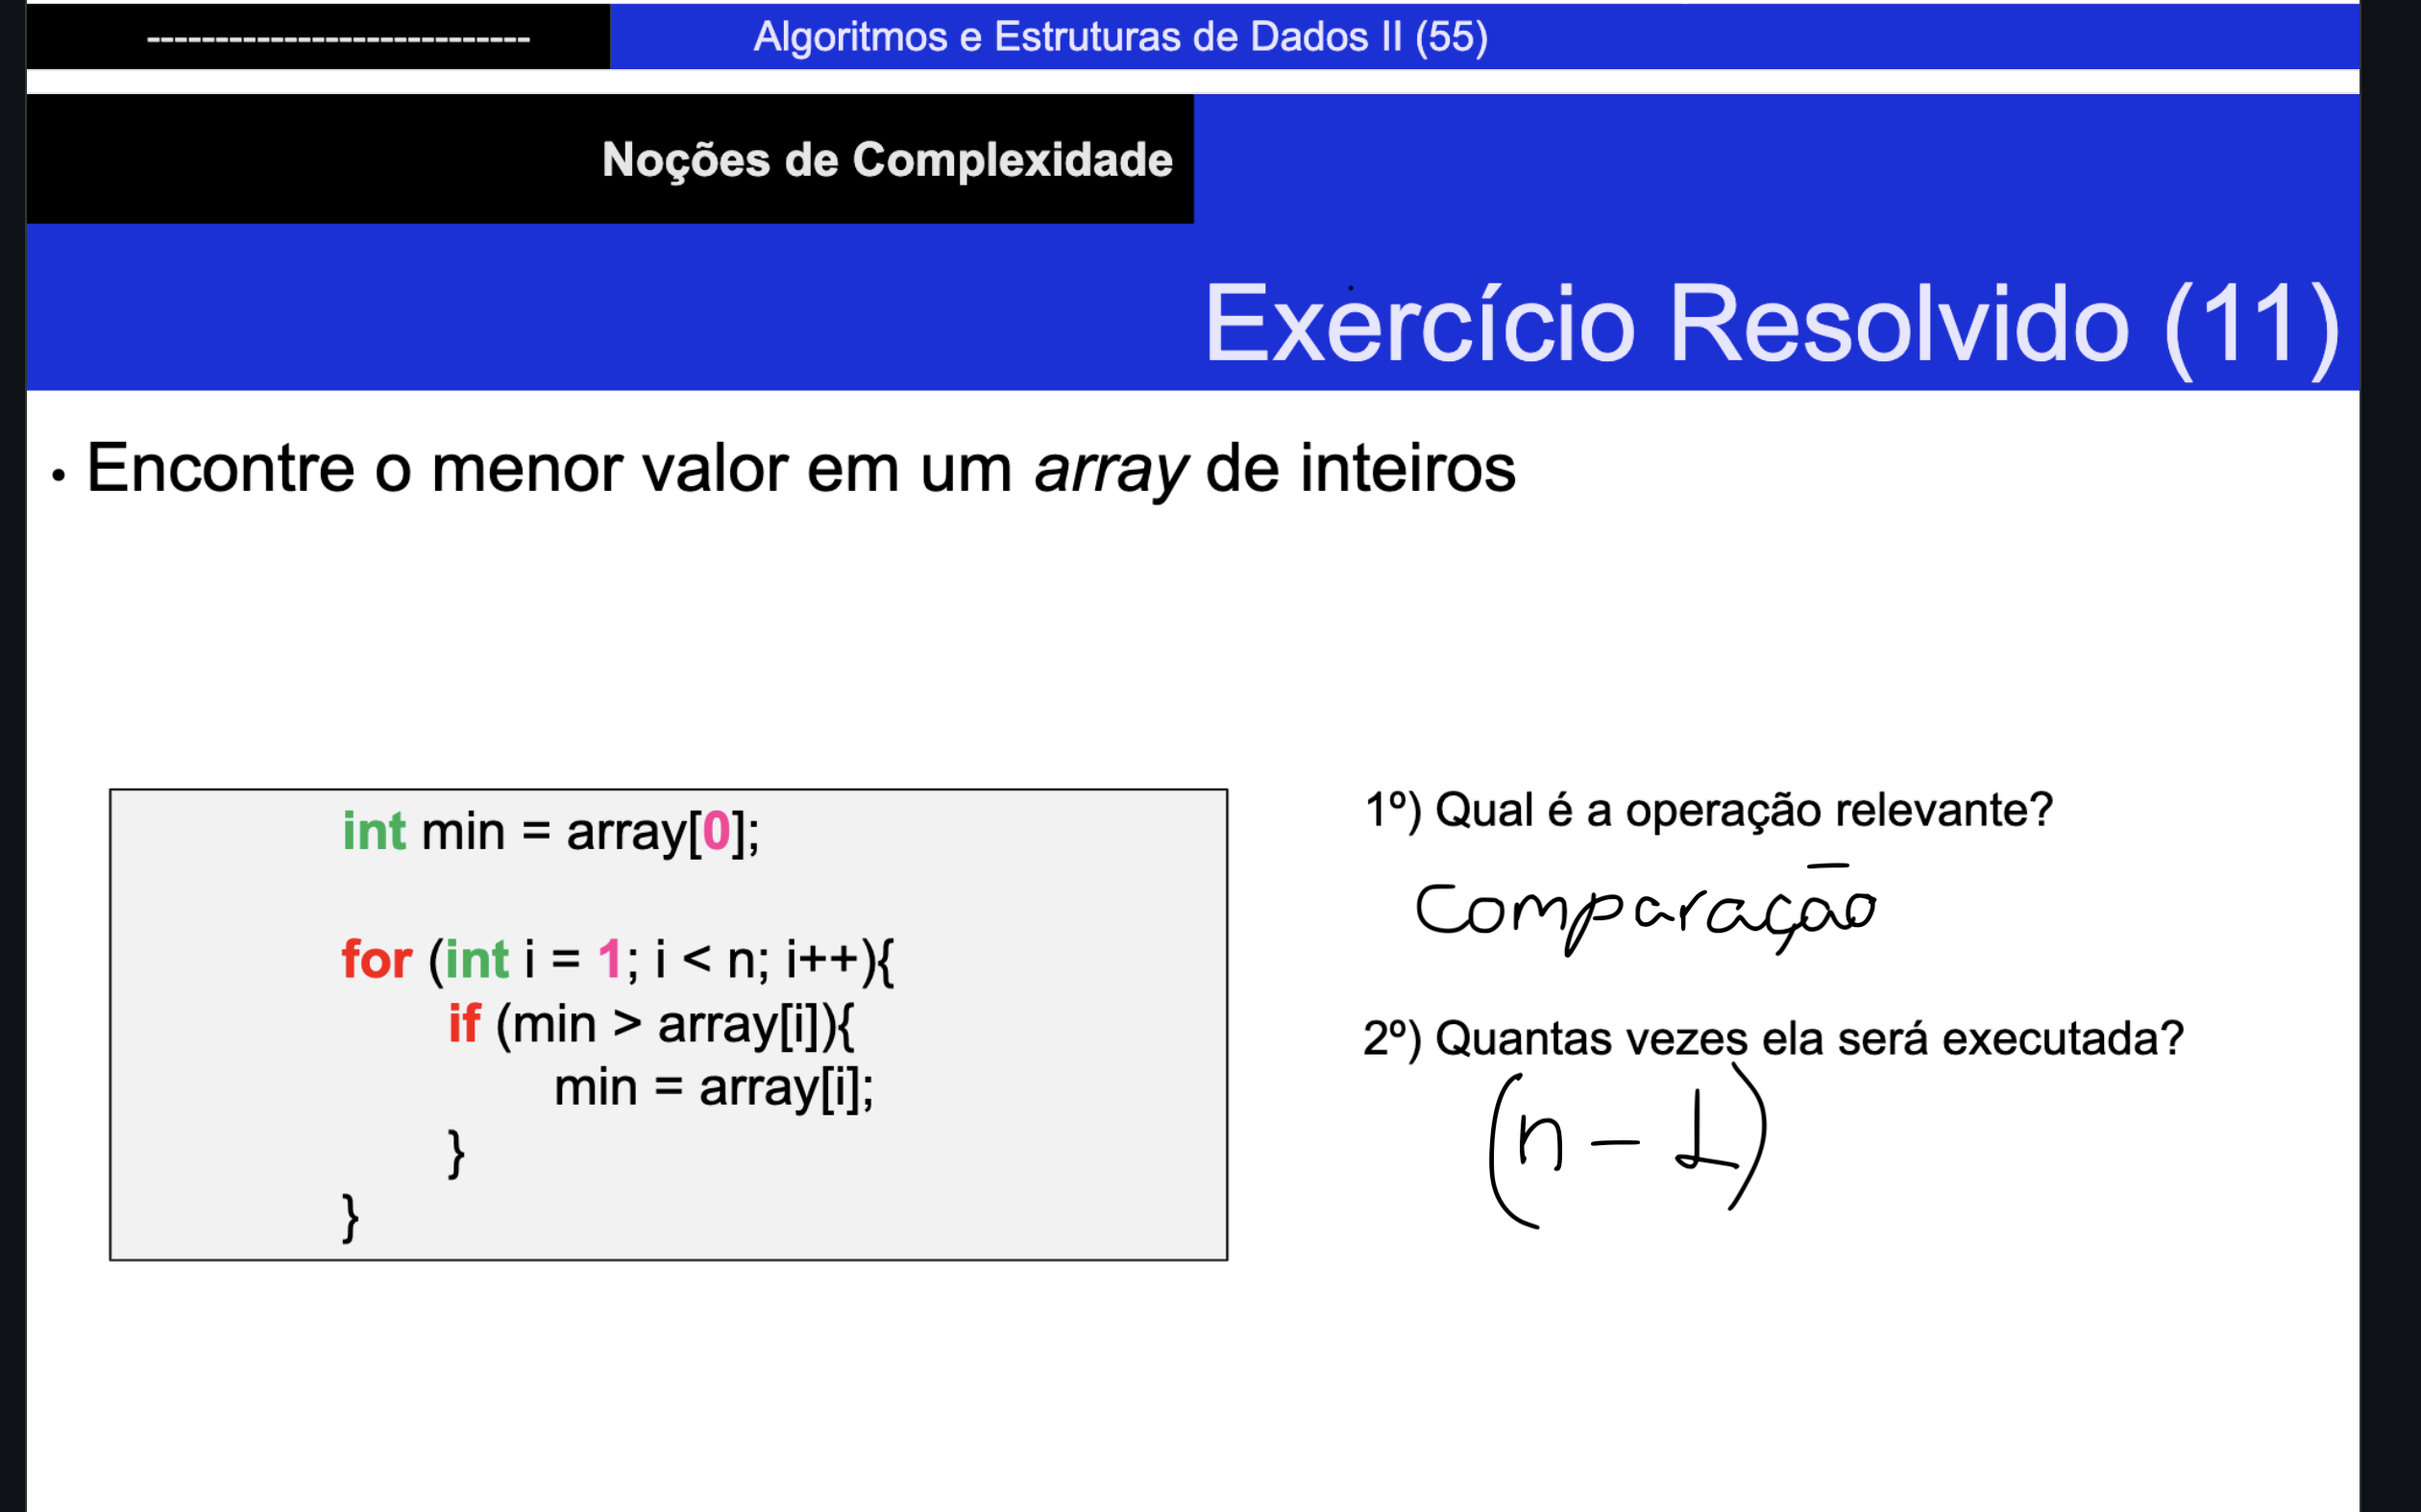 ---------------------------- Algoritmos e Estruturas de Dados II (55)
Noções de Complexidade
Exercício Resolvido (11)
• Encontre o menor valor em um array de inteiros
int min = array[0];
for (int i = 1; i < n; i++){
if (min > array[i]){
min = array[i];
}
}
1º) Qual é a operação relevante?
Comparação
2º) Quantas vezes ela será executada?
(n - 1)